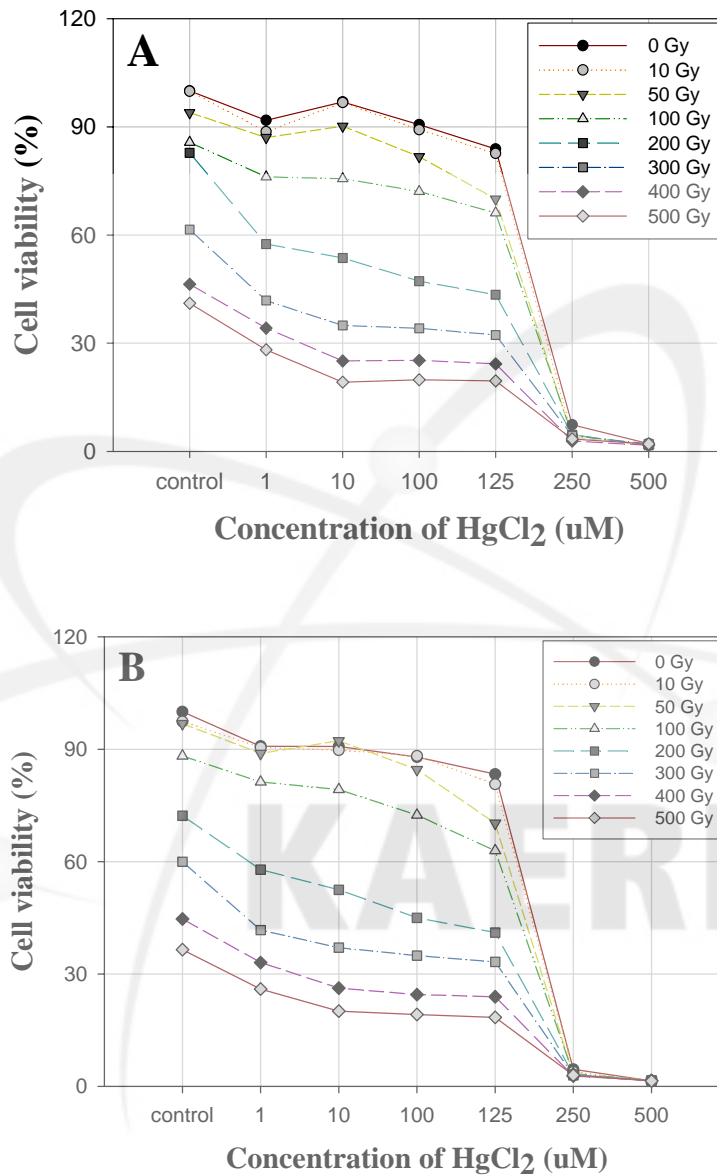 A
120
90
60
30
0
Cell viability (%)
0 Gy
10 Gy
50 Gy
100 Gy
200 Gy
300 Gy
400 Gy
500 Gy
control 1 10 100 125 250 500
Concentration of HgCl2 (uM)
B
120
90
60
30
0
Cell viability (%)
0 Gy
10 Gy
50 Gy
100 Gy
200 Gy
300 Gy
400 Gy
500 Gy
KAERI
control 1 10 100 125 250 500
Concentration of HgCl2 (uM)